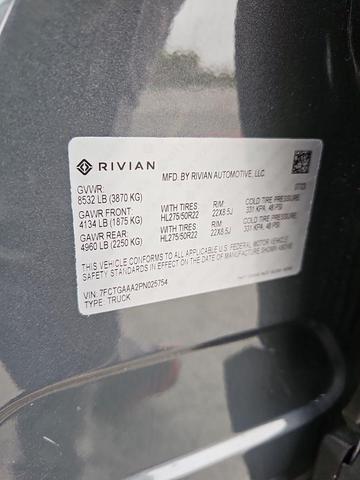 RIVIAN
MFD. BY RIVIAN AUTOMOTIVE, LLC.
GVWR:
8532 LB (3870 KG)
GAWR FRONT: WITH TIRES RIM COLD TIRE PRESSURE:
4134 LB (1875 KG) HL275/50R22 22X8.5J 331 KPA, 48 PSI
GAWR REAR: WITH TIRES RIM COLD TIRE PRESSURE:
4960 LB (2250 KG) HL275/50R22 22X8.5J 331 KPA, 48 PSI
THIS VEHICLE CONFORMS TO ALL APPLICABLE U.S. FEDERAL MOTOR VEHICLE
SAFETY STANDARDS IN EFFECT ON THE DATE OF MANUFACTURE SHOWN ABOVE.
VIN: 7FCTGAAA2PN025754
TYPE: TRUCK